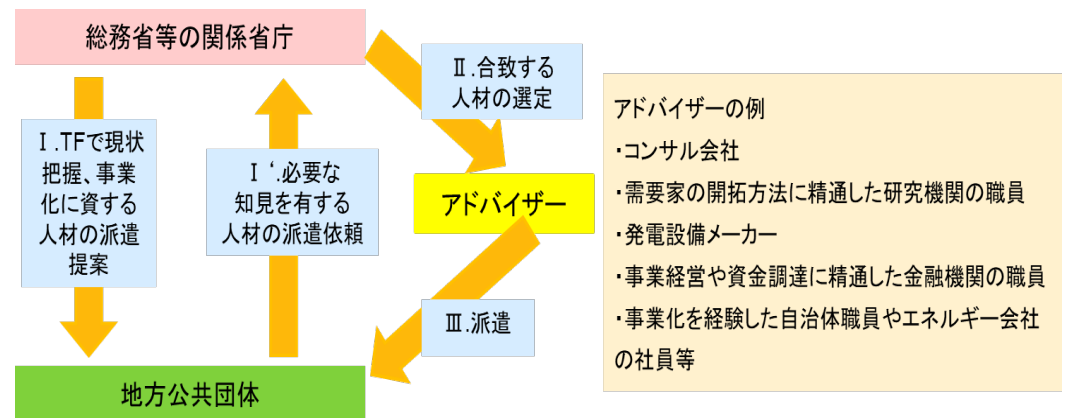 総務省等の関係省庁
Ⅰ.TFで現状
把握、事業
化に資する
人材の派遣
提案
Ⅰ‘.必要な
知見を有する
人材の派遣依頼
Ⅱ.合致する
人材の選定
アドバイザー
Ⅲ.派遣
地方公共団体
アドバイザーの例
・コンサル会社
・需要家の開拓方法に精通した研究機関の職員
・発電設備メーカー
・事業経営や資金調達に精通した金融機関の職員
・事業化を経験した自治体職員やエネルギー会社
の社員等